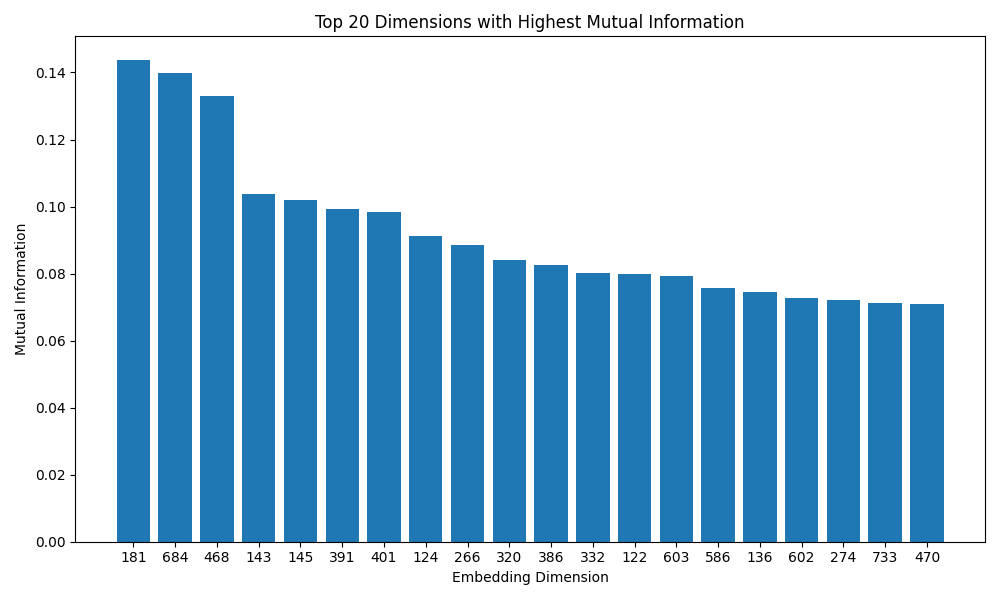 Top 20 Dimensions with Highest Mutual Information
0.14
0.12
0.10
0.08
0.06
0.04
0.02
0.00
Mutual Information
181 684 468 143 145 391 401 124 266 320 386 332 122 603 586 136 602 274 733 470
Embedding Dimension